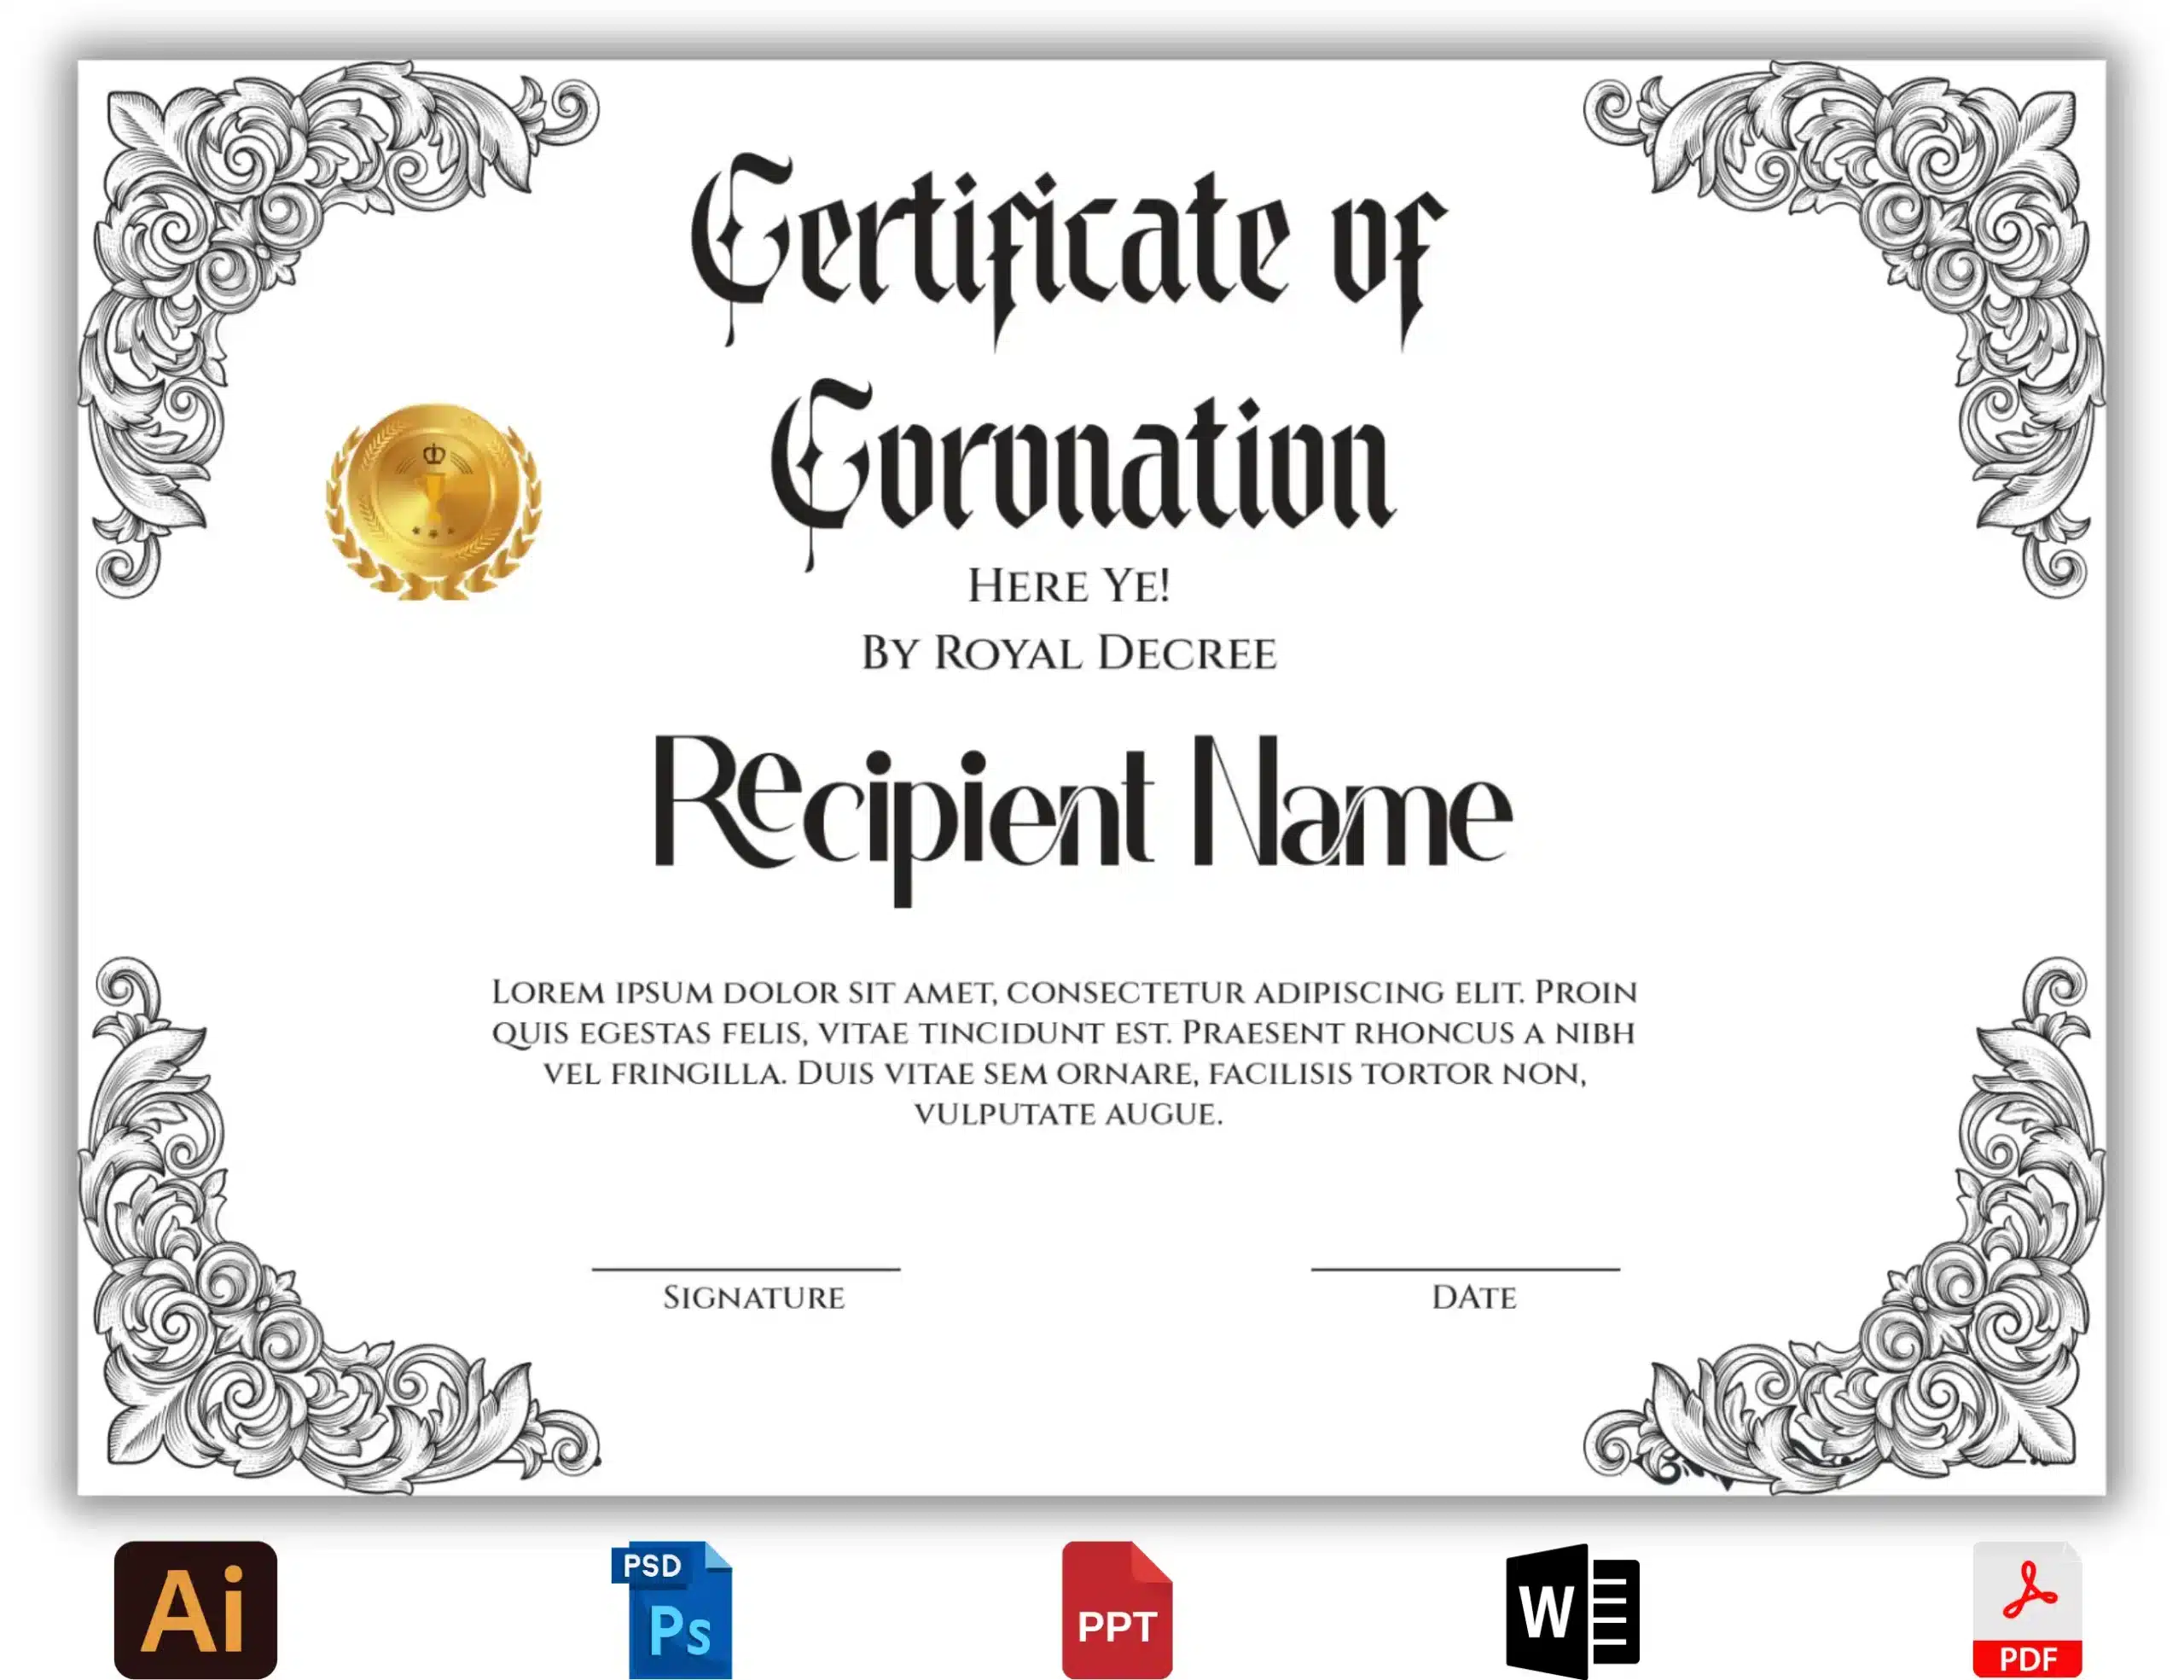 Certificate of
Coronation
Here Ye!
By Royal Decree
Recipient Name
Lorem ipsum dolor sit amet, consectetur adipiscing elit. Proin
quis egestas felis, vitae tincidunt est. Praesent rhoncus a nibh
vel fringilla. Duis vitae sem ornare, facilisis tortor non,
vulputate augue.
Signature
DAte
Ai
PSD
Ps
PPT
W
PDF